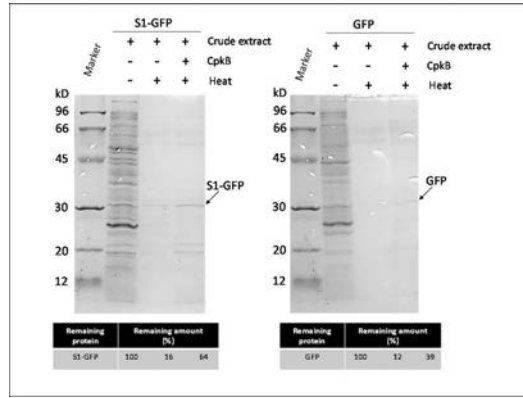 S1-GFP
Marker
+ + + Crude extract
- - + CpkB
- + + Heat
kD
96
66
45
30
20
12
S1-GFP
Remaining protein Remaining amount (%)
S1-GFP 100 16 64
GFP
Marker
+ + + Crude extract
- - + CpkB
- + + Heat
kD
96
66
45
30
20
12
GFP
Remaining protein Remaining amount (%)
GFP 100 12 39